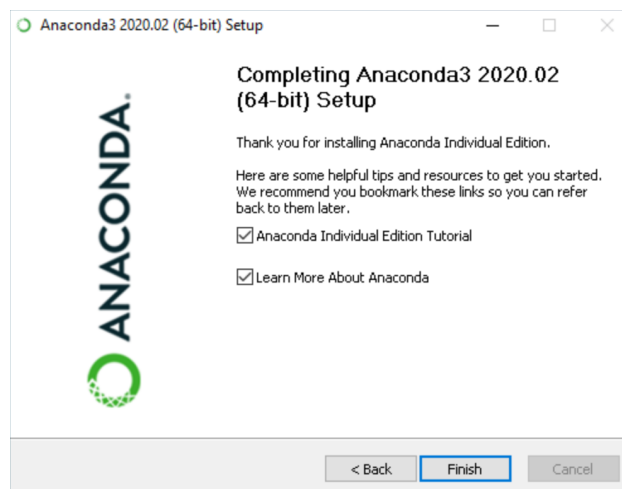 Anaconda3 2020.02 (64-bit) Setup
Completing Anaconda3 2020.02
(64-bit) Setup
Thank you for installing Anaconda Individual Edition.
Here are some helpful tips and resources to get you started.
We recommend you bookmark these links so you can refer
back to them later.
Anaconda Individual Edition Tutorial
Learn More About Anaconda
ANACONDA.
< Back
Finish
Cancel